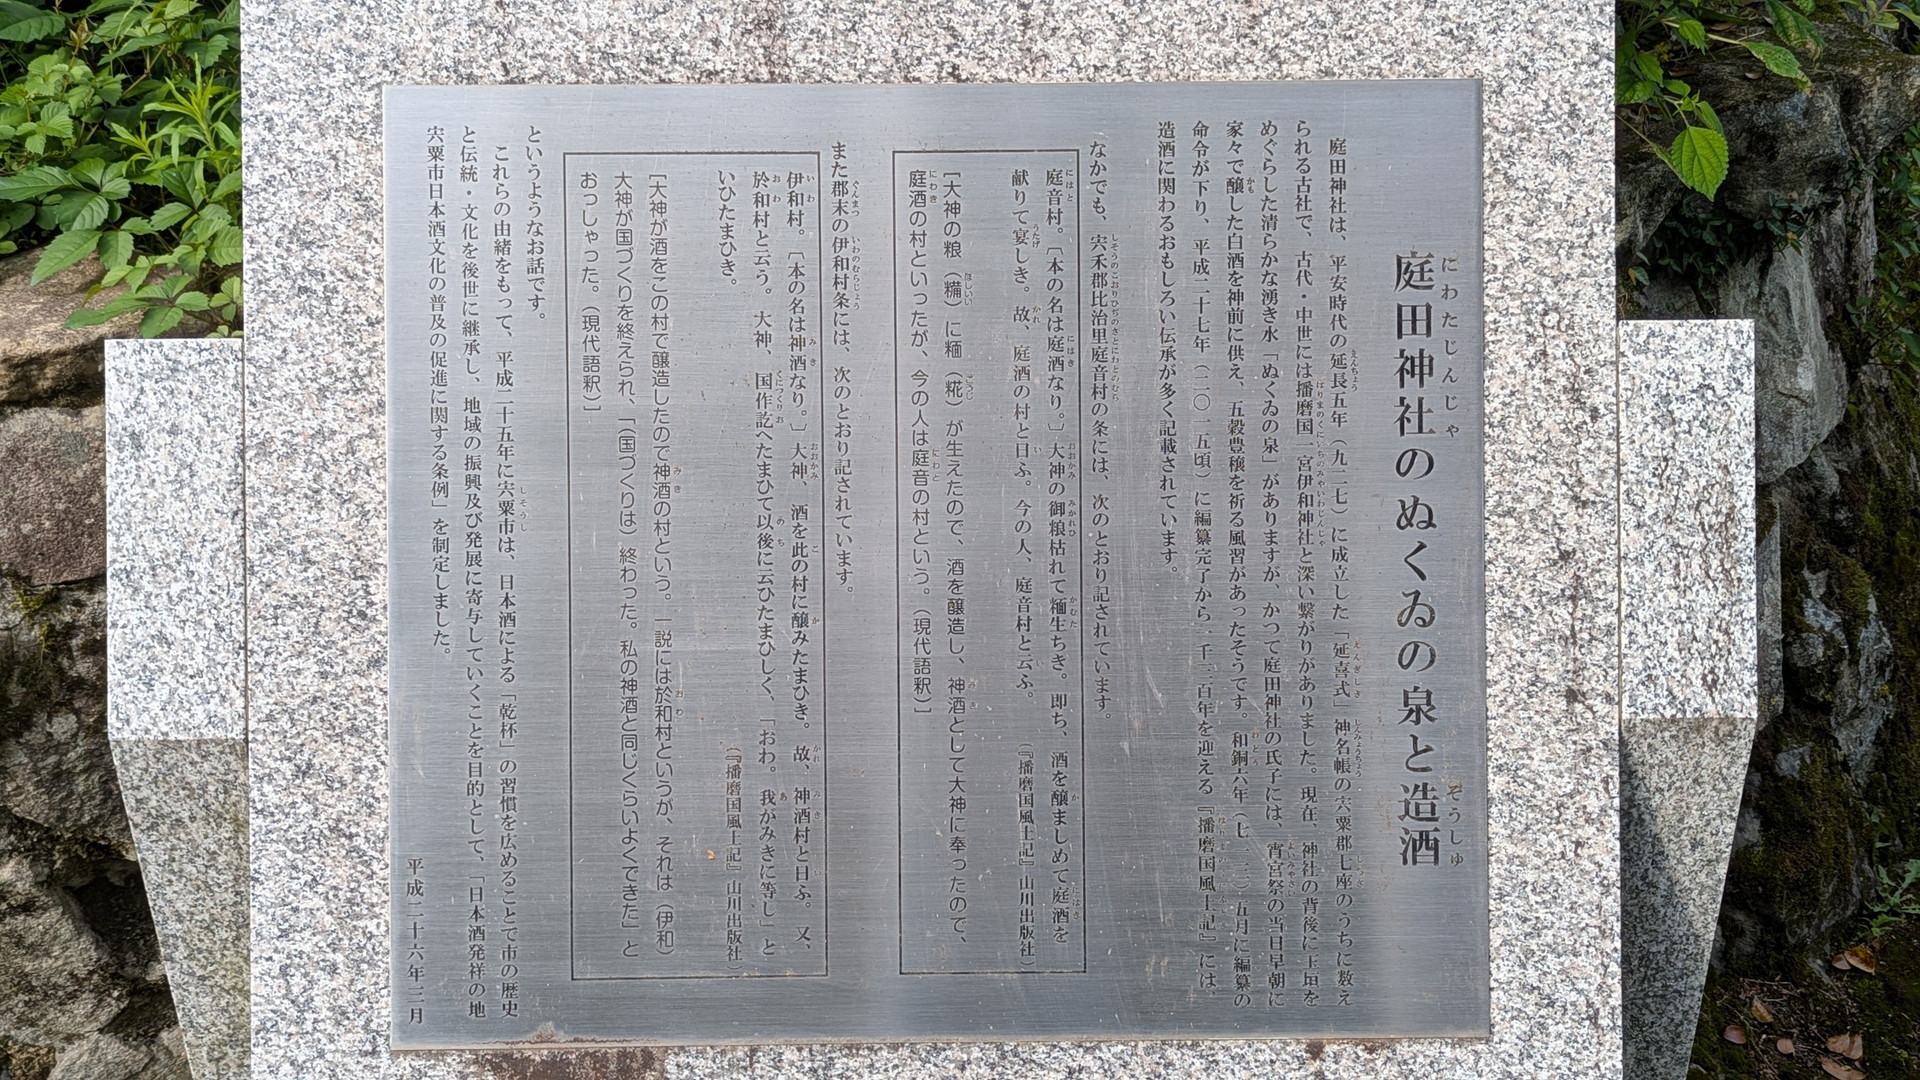 庭田神社のぬくゐの泉と造酒
庭田神社は、平安時代の延長五年（九二七）に成立した「延喜式」神名帳の宍粟郡七座のうちに数え
られる古社で、古代・中世には播磨国一宮伊和神社と深い繋がりがありました。現在、神社の背後に玉垣を
めぐらした清らかな湧き水「ぬくゐの泉」がありますが、かつて庭田神社の氏子には、宵宮祭の当日早朝に
家々で醸した白酒を神前に供え、五穀豊穣を祈る風習があったそうです。和銅六年（七一三）五月に編纂の
命令が下り、平成二十七年（二〇一五頃）に編纂完了から一千三百年を迎える『播磨国風土記』には、
造酒に関わるおもしろい伝承が多く記載されています。
なかでも、宍禾郡比治里庭音村の条には、次のとおり記されています。
庭音村。［本の名は庭酒なり。］大神の御粮枯れて糆生ちき。即ち、酒を醸ましめて庭酒を
献りて宴しき。故、庭酒の村と曰ふ。今の人、庭音村と云ふ。
（『播磨国風土記』山川出版社）
［大神の粮（糒）に糆（糀）が生えたので、酒を醸造し、神酒として大神に奉ったので、
庭酒の村といったが、今の人は庭音の村という。（現代語釈）］
また郡末の伊和村条には、次のとおり記されています。
伊和村。［本の名は神酒なり。］大神、酒を此の村に醸みたまひき。故、神酒村と曰ふ。又、
於和村と云う。大神、国作訖へたまひて以後に云ひたまひしく、「おわ。我がみきに等し」と
いひたまひき。
（『播磨国風土記』山川出版社）
［大神が酒をこの村で醸造したので神酒の村という。一説には於和村というが、それは（伊和）
大神が国づくりを終えられ、「（国づくりは）終わった。私の神酒と同じくらいよくできた」と
おっしゃった。（現代語釈）］
というようなお話です。
これらの由緒をもって、平成二十五年に宍粟市は、日本酒による「乾杯」の習慣を広めることで市の歴史
と伝統・文化を後世に継承し、地域の振興及び発展に寄与していくことを目的として、「日本酒発祥の地
宍粟市日本酒文化の普及の促進に関する条例」を制定しました。
平成二十六年三月